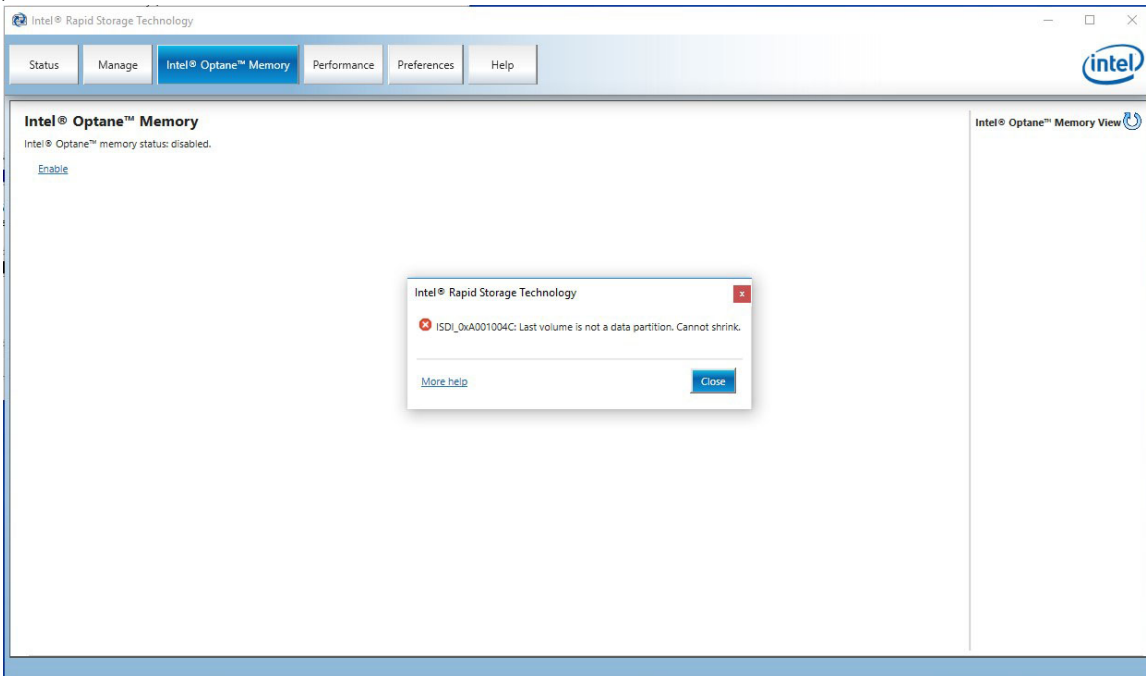 Intel® Rapid Storage Technology
Status Manage Intel® Optane™ Memory Performance Preferences Help
intel
Intel® Optane™ Memory
Intel® Optane™ memory status: disabled.
Enable
Intel® Optane™ Memory View
Intel® Rapid Storage Technology
x
ISDI_0xA001004C: Last volume is not a data partition. Cannot shrink.
More help
Close